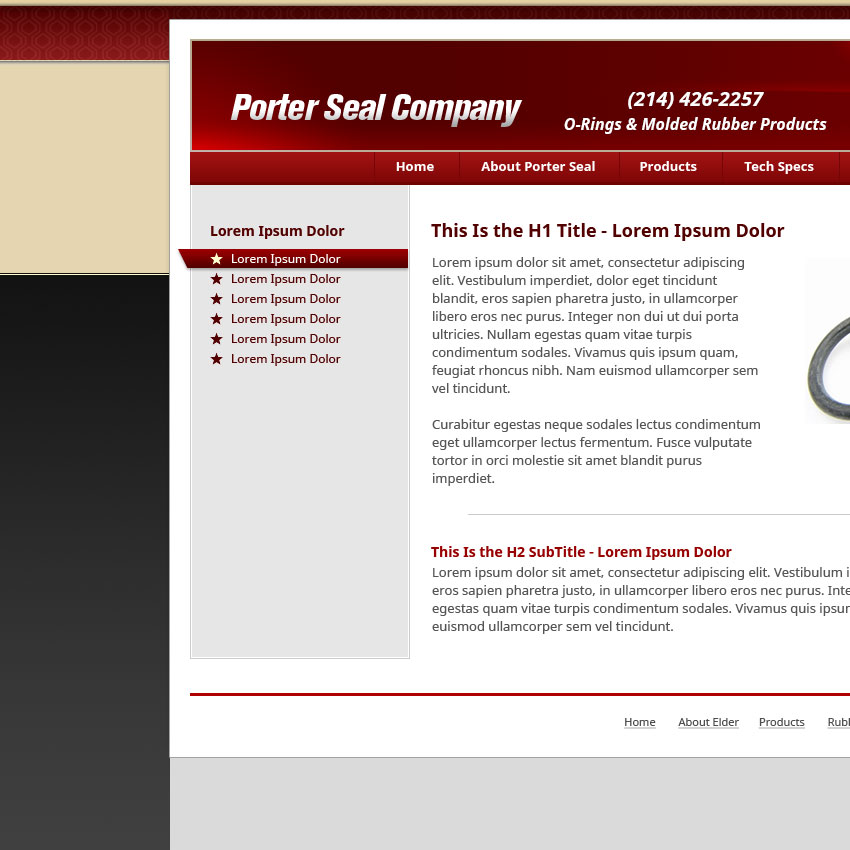 Porter Seal Company
(214) 426-2257
O-Rings & Molded Rubber Products
Home About Porter Seal Products Tech Specs
Lorem Ipsum Dolor
Lorem Ipsum Dolor
Lorem Ipsum Dolor
Lorem Ipsum Dolor
Lorem Ipsum Dolor
Lorem Ipsum Dolor
Lorem Ipsum Dolor
This Is the H1 Title - Lorem Ipsum Dolor
Lorem ipsum dolor sit amet, consectetur adipiscing
elit. Vestibulum imperdiet, dolor eget tincidunt
blandit, eros sapien pharetra justo, in ullamcorper
libero eros nec purus. Integer non dui ut dui porta
ultricies. Nullam egestas quam vitae turpis
condimentum sodales. Vivamus quis ipsum quam,
feugiat rhoncus nibh. Nam euismod ullamcorper sem
vel tincidunt.
Curabitur egestas neque sodales lectus condimentum
eget ullamcorper lectus fermentum. Fusce vulputate
tortor in orci molestie sit amet blandit purus
imperdiet.
This Is the H2 SubTitle - Lorem Ipsum Dolor
Lorem ipsum dolor sit amet, consectetur adipiscing elit. Vestibulum
eros sapien pharetra justo, in ullamcorper libero eros nec purus.
egestas quam vitae turpis condimentum sodales. Vivamus quis
euismod ullamcorper sem vel tincidunt.
Home About Elder Products